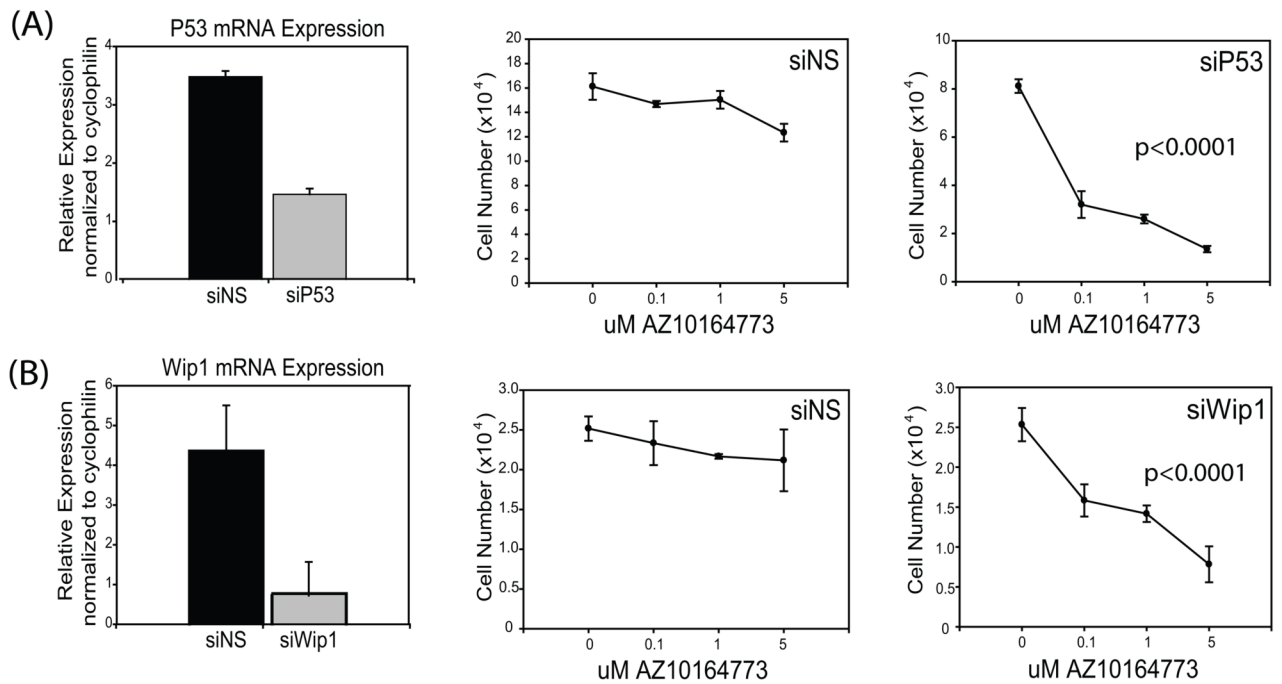 (A)
P53 mRNA Expression
Relative Expression
normalized to cyclophilin
4
3
2
1
0
siNS
siP53
siNS
Cell Number (x10⁴)
20
18
16
14
12
10
8
6
4
2
0
0
0.1
1
5
uM AZ10164773
siP53
p<0.0001
Cell Number (x10⁴)
10
8
6
4
2
0
0
0.1
1
5
uM AZ10164773
(B)
Wip1 mRNA Expression
Relative Expression
normalized to cyclophilin
6
5
4
3
2
1
0
siNS
siWip1
siNS
Cell Number (x10⁴)
3.0
2.5
2.0
1.5
1.0
0.5
0
0
0.1
1
5
uM AZ10164773
siWip1
p<0.0001
Cell Number (x10⁴)
3.0
2.5
2.0
1.5
1.0
0.5
0
0
0.1
1
5
uM AZ10164773